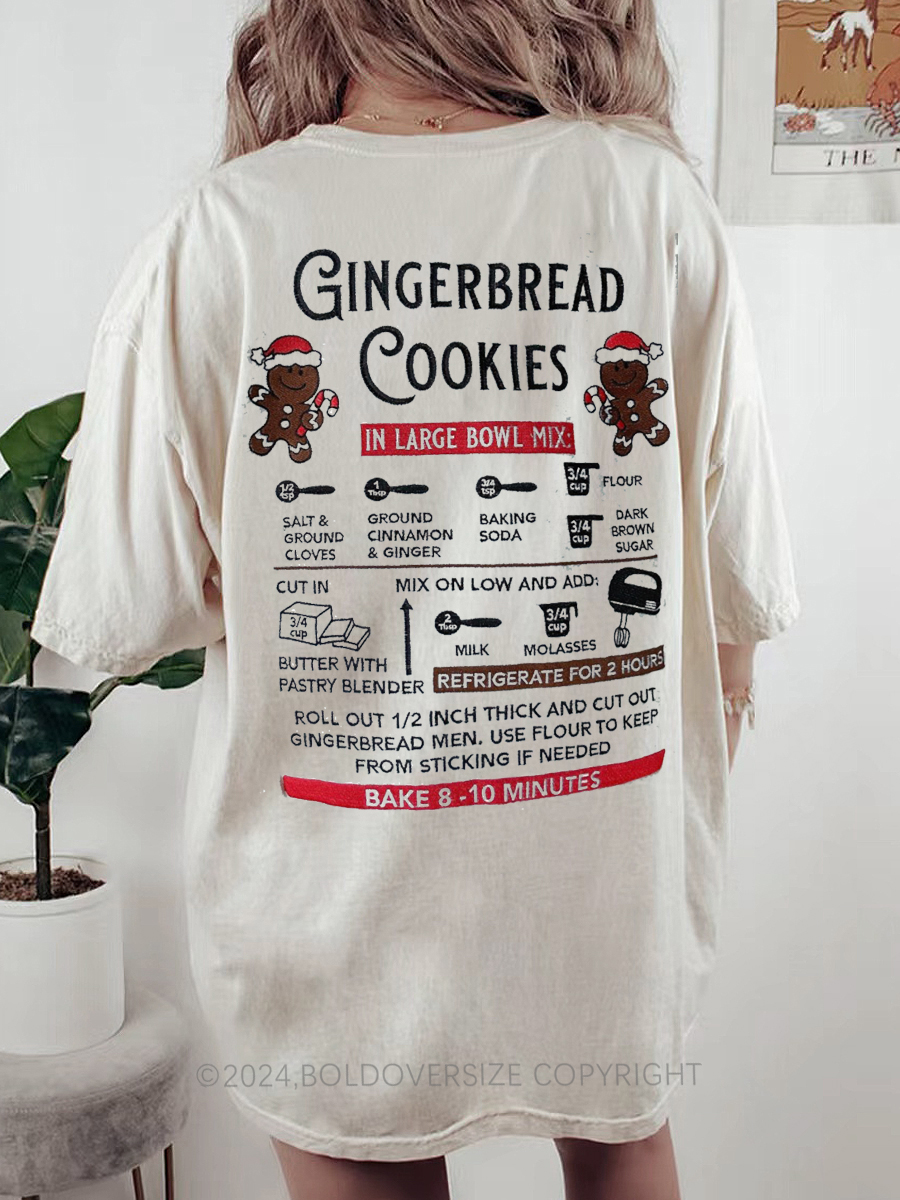 THE
GINGERBREAD
COOKIES
IN LARGE BOWL MIX:
1/2 tsp
SALT &
GROUND
CLOVES
1 Tbsp
GROUND
CINNAMON
& GINGER
3/4 tsp
BAKING
SODA
3/4 cup
FLOUR
3/4 cup
DARK
BROWN
SUGAR
CUT IN
3/4 cup
BUTTER WITH
PASTRY BLENDER
MIX ON LOW AND ADD:
2 Tbsp
MILK
3/4 cup
MOLASSES
REFRIGERATE FOR 2 HOURS
ROLL OUT 1/2 INCH THICK AND CUT OUT
GINGERBREAD MEN. USE FLOUR TO KEEP
FROM STICKING IF NEEDED
BAKE 8 -10 MINUTES
©2024,BOLDOVERSIZE COPYRIGHT